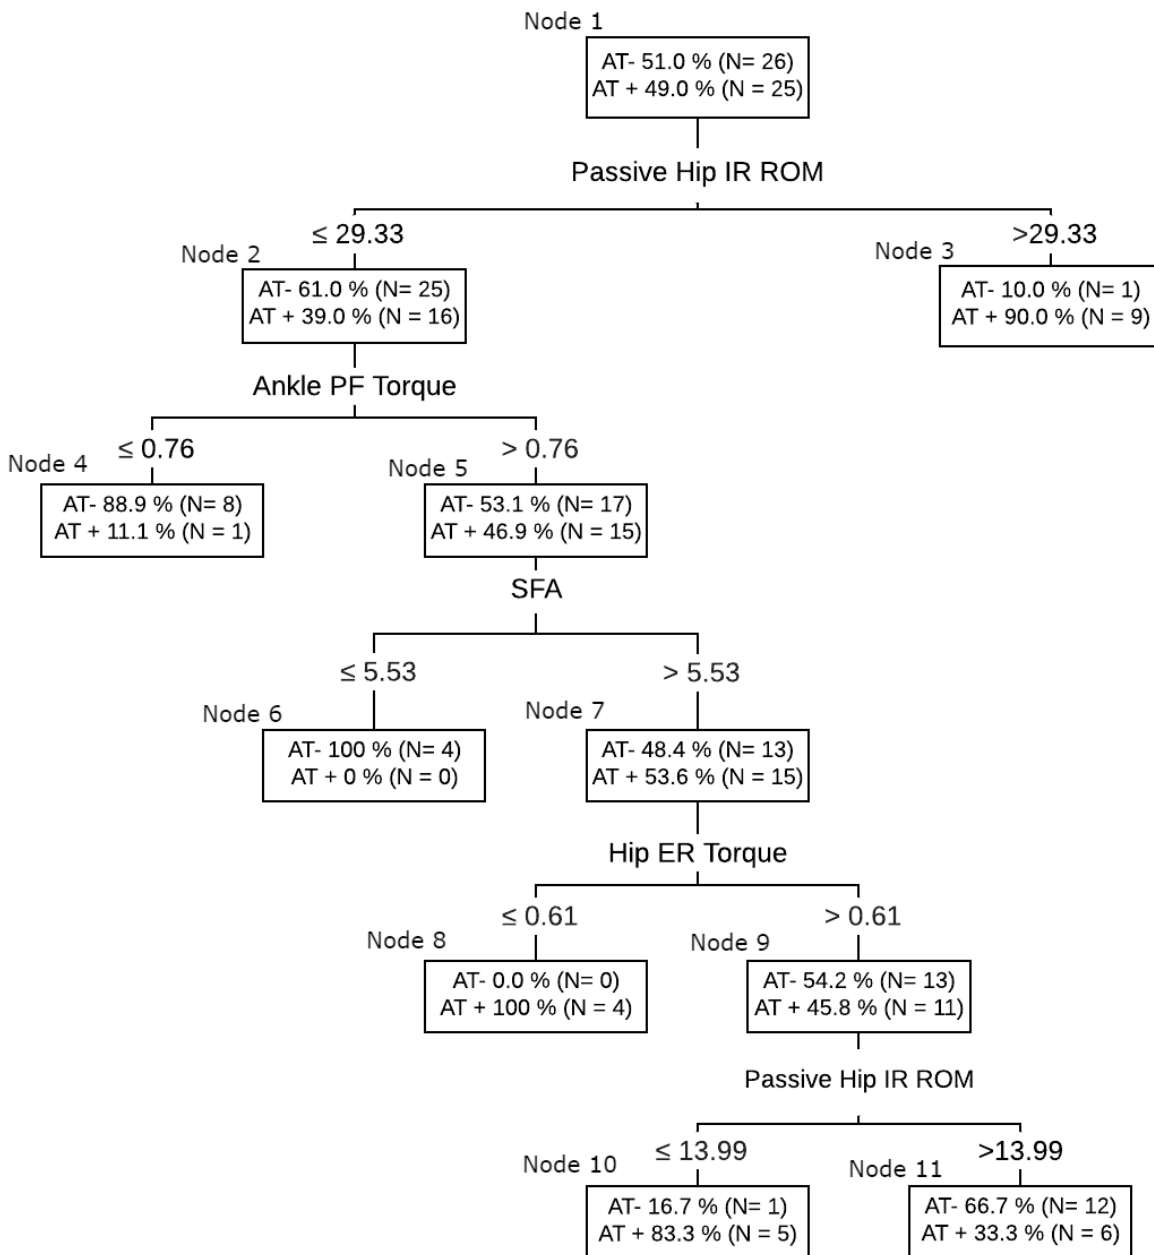 Node 1
AT- 51.0 % (N= 26)
AT + 49.0 % (N = 25)
Passive Hip IR ROM
≤ 29.33
>29.33
Node 2
AT- 61.0 % (N= 25)
AT + 39.0 % (N = 16)
Node 3
AT- 10.0 % (N= 1)
AT + 90.0 % (N = 9)
Ankle PF Torque
≤ 0.76
> 0.76
Node 4
AT- 88.9 % (N= 8)
AT + 11.1 % (N = 1)
Node 5
AT- 53.1 % (N= 17)
AT + 46.9 % (N = 15)
SFA
≤ 5.53
> 5.53
Node 6
AT- 100 % (N= 4)
AT + 0 % (N = 0)
Node 7
AT- 48.4 % (N= 13)
AT + 53.6 % (N = 15)
Hip ER Torque
≤ 0.61
> 0.61
Node 8
AT- 0.0 % (N= 0)
AT + 100 % (N = 4)
Node 9
AT- 54.2 % (N= 13)
AT + 45.8 % (N = 11)
Passive Hip IR ROM
≤ 13.99
>13.99
Node 10
AT- 16.7 % (N= 1)
AT + 83.3 % (N = 5)
Node 11
AT- 66.7 % (N= 12)
AT + 33.3 % (N = 6)